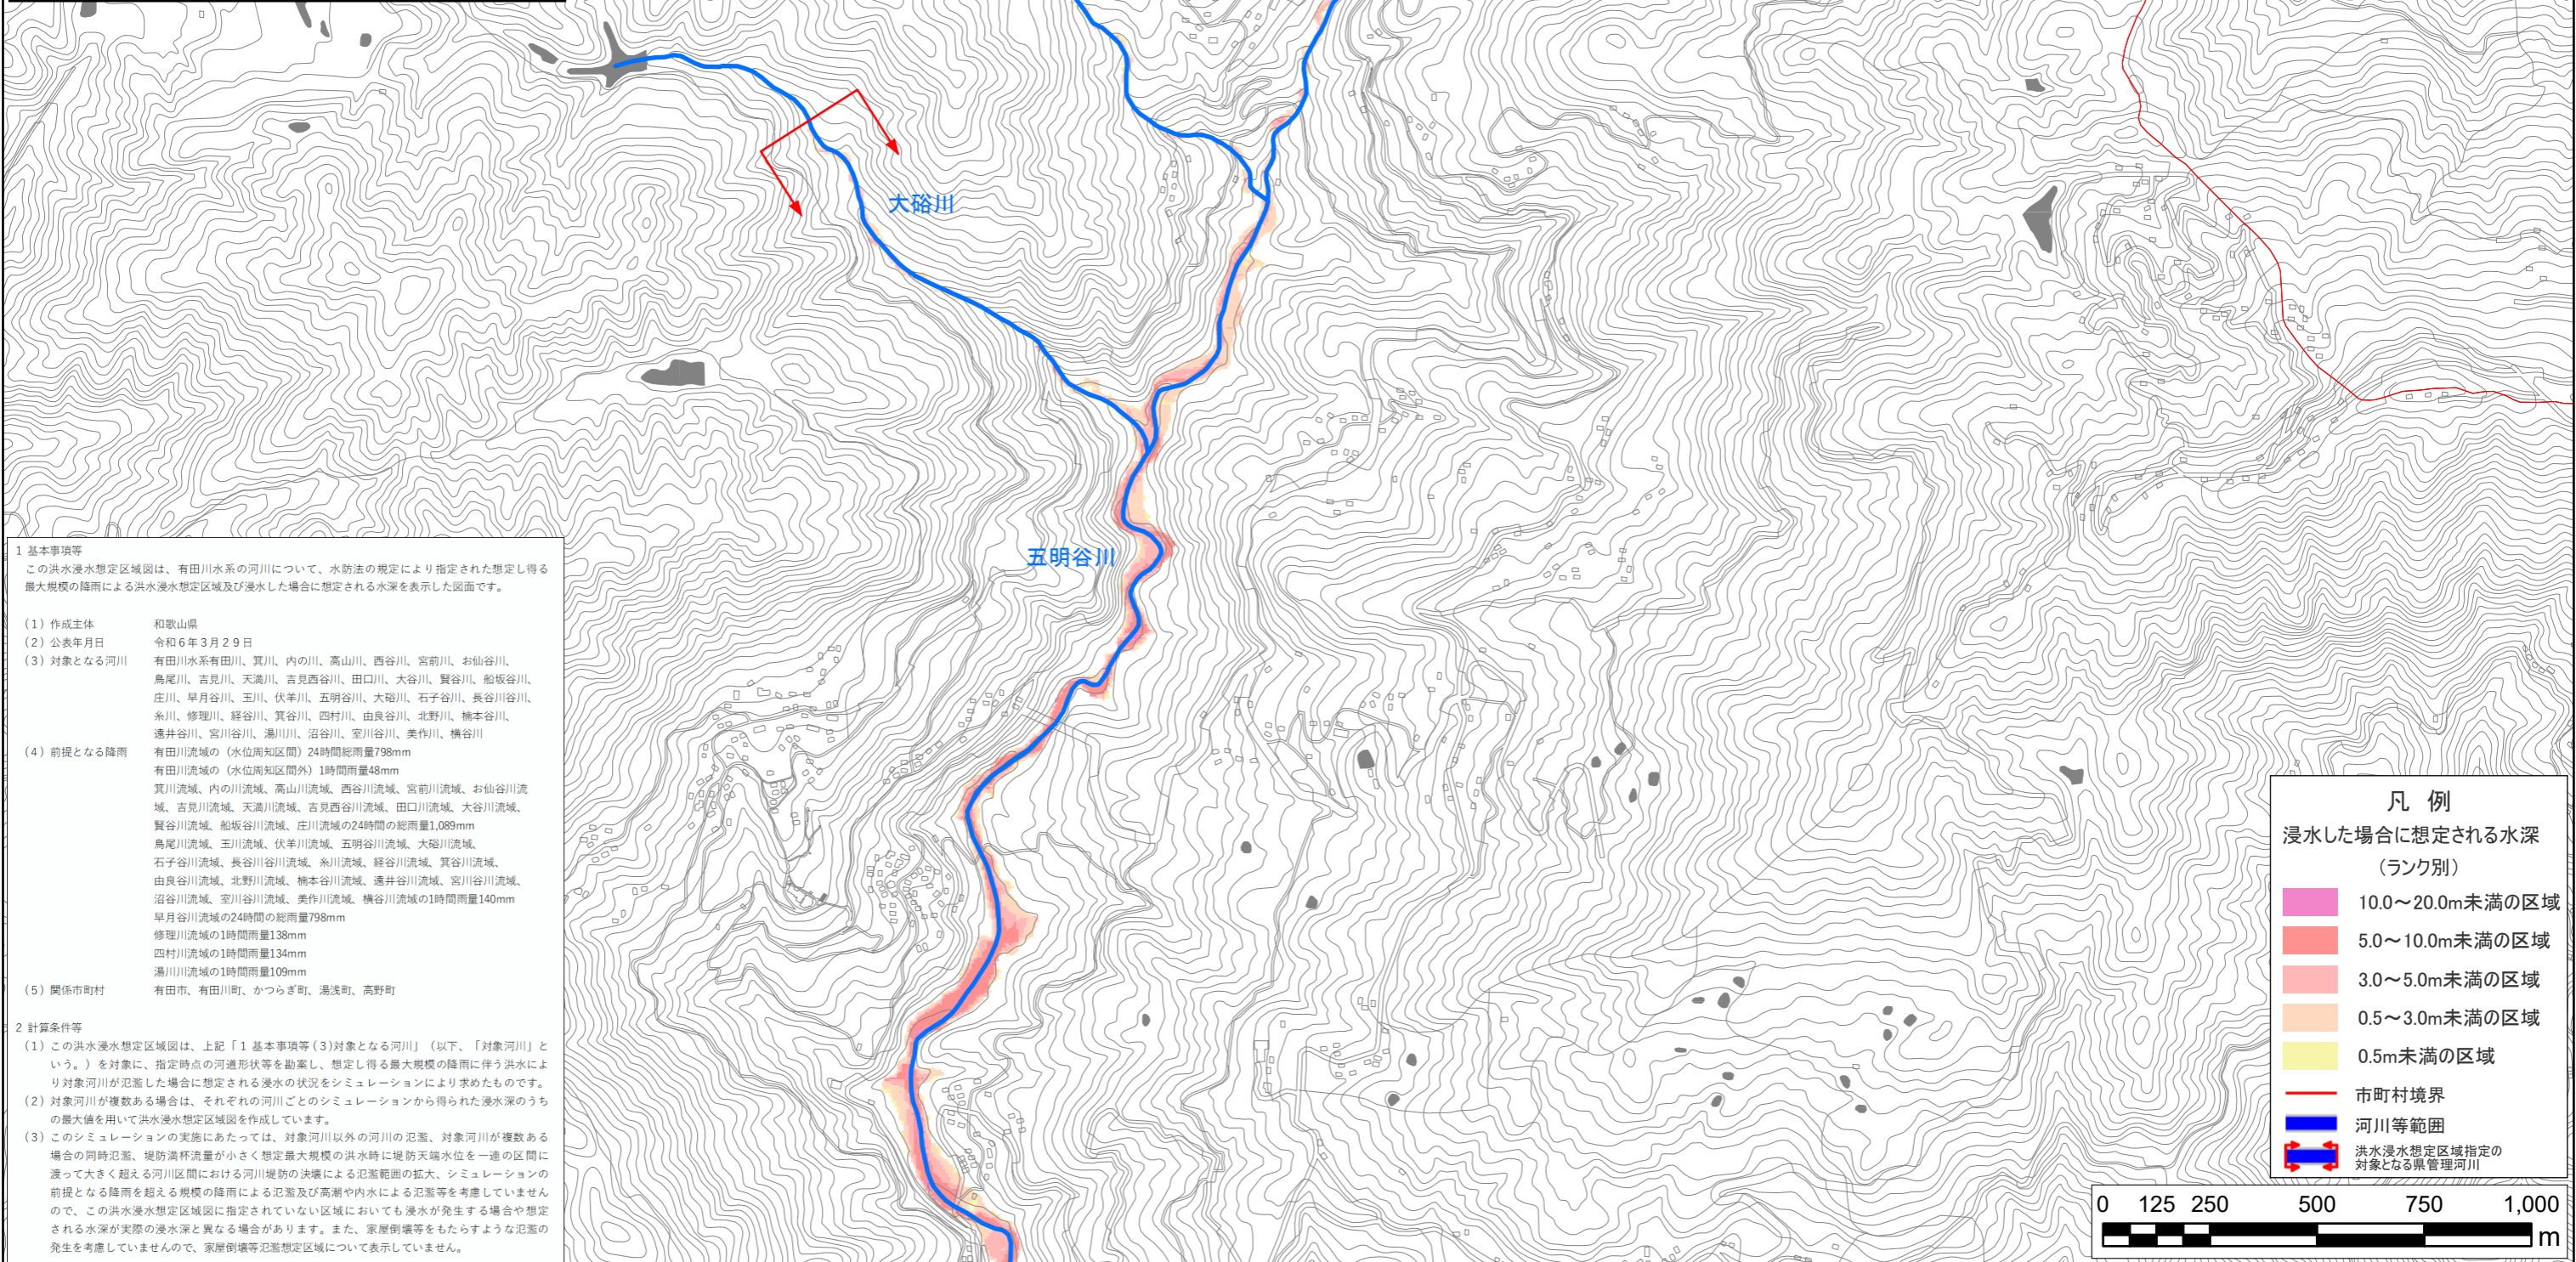 大硲川
五明谷川
1 基本事項等
この洪水浸水想定区域図は、有田川水系の河川について、水防法の規定により指定された想定し得る
最大規模の降雨による洪水浸水想定区域及び浸水した場合に想定される水深を表示した図面です。
(1) 作成主体 和歌山県
(2) 公表年月日 令和6年3月29日
(3) 対象となる河川 有田川水系有田川、箕川、内の川、高山川、西谷川、宮前川、お仙谷川、
鳥尾川、吉見川、天満川、吉見西谷川、田口川、大谷川、賢谷川、船坂谷川、
庄川、早月谷川、玉川、伏羊川、五明谷川、大硲川、石子谷川、長谷川谷川、
糸川、修理川、経谷川、箕谷川、四村川、由良谷川、北野川、楠本谷川、
遠井谷川、宮川谷川、湯川川、沼谷川、室川谷川、美作川、横谷川
(4) 前提となる降雨 有田川流域の（水位周知区間）24時間総雨量798mm
有田川流域の（水位周知区間外）1時間雨量48mm
箕川流域、内の川流域、高山川流域、西谷川流域、宮前川流域、お仙谷川流
域、吉見川流域、天満川流域、吉見西谷川流域、田口川流域、大谷川流域、
賢谷川流域、船坂谷川流域、庄川流域の24時間の総雨量1,089mm
鳥尾川流域、玉川流域、伏羊川流域、五明谷川流域、大硲川流域、
石子谷川流域、長谷川谷川流域、糸川流域、経谷川流域、箕谷川流域、
由良谷川流域、北野川流域、楠本谷川流域、遠井谷川流域、宮川谷川流域、
沼谷川流域、室川谷川流域、美作川流域、横谷川流域の1時間雨量140mm
早月谷川流域の24時間の総雨量798mm
修理川流域の1時間雨量138mm
四村川流域の1時間雨量134mm
湯川川流域の1時間雨量109mm
(5) 関係市町村 有田市、有田川町、かつらぎ町、湯浅町、高野町
2 計算条件等
(1) この洪水浸水想定区域図は、上記「1 基本事項等(3)対象となる河川」（以下、「対象河川」と
いう。）を対象に、指定時点の河道形状等を勘案し、想定し得る最大規模の降雨に伴う洪水によ
り対象河川が氾濫した場合に想定される浸水の状況をシミュレーションにより求めたものです。
(2) 対象河川が複数ある場合は、それぞれの河川ごとのシミュレーションから得られた浸水深のうち
の最大値を用いて洪水浸水想定区域図を作成しています。
(3) このシミュレーションの実施にあたっては、対象河川以外の河川の氾濫、対象河川が複数ある
場合の同時氾濫、堤防満杯流量が小さく想定最大規模の洪水時に堤防天端水位を一連の区間に
渡って大きく超える河川区間における河川堤防の決壊による氾濫範囲の拡大、シミュレーションの
前提となる降雨を超える規模の降雨による氾濫及び高潮や内水による氾濫等を考慮していません
ので、この洪水浸水想定区域図に指定されていない区域においても浸水が発生する場合や想定
される水深が実際の浸水深と異なる場合があります。また、家屋倒壊等をもたらすような氾濫の
発生を考慮していませんので、家屋倒壊等氾濫想定区域について表示していません。
凡 例
浸水した場合に想定される水深
（ランク別）
10.0～20.0m未満の区域
5.0～10.0m未満の区域
3.0～5.0m未満の区域
0.5～3.0m未満の区域
0.5m未満の区域
市町村境界
河川等範囲
洪水浸水想定区域指定の
対象となる県管理河川
0 125 250 500 750 1,000
m